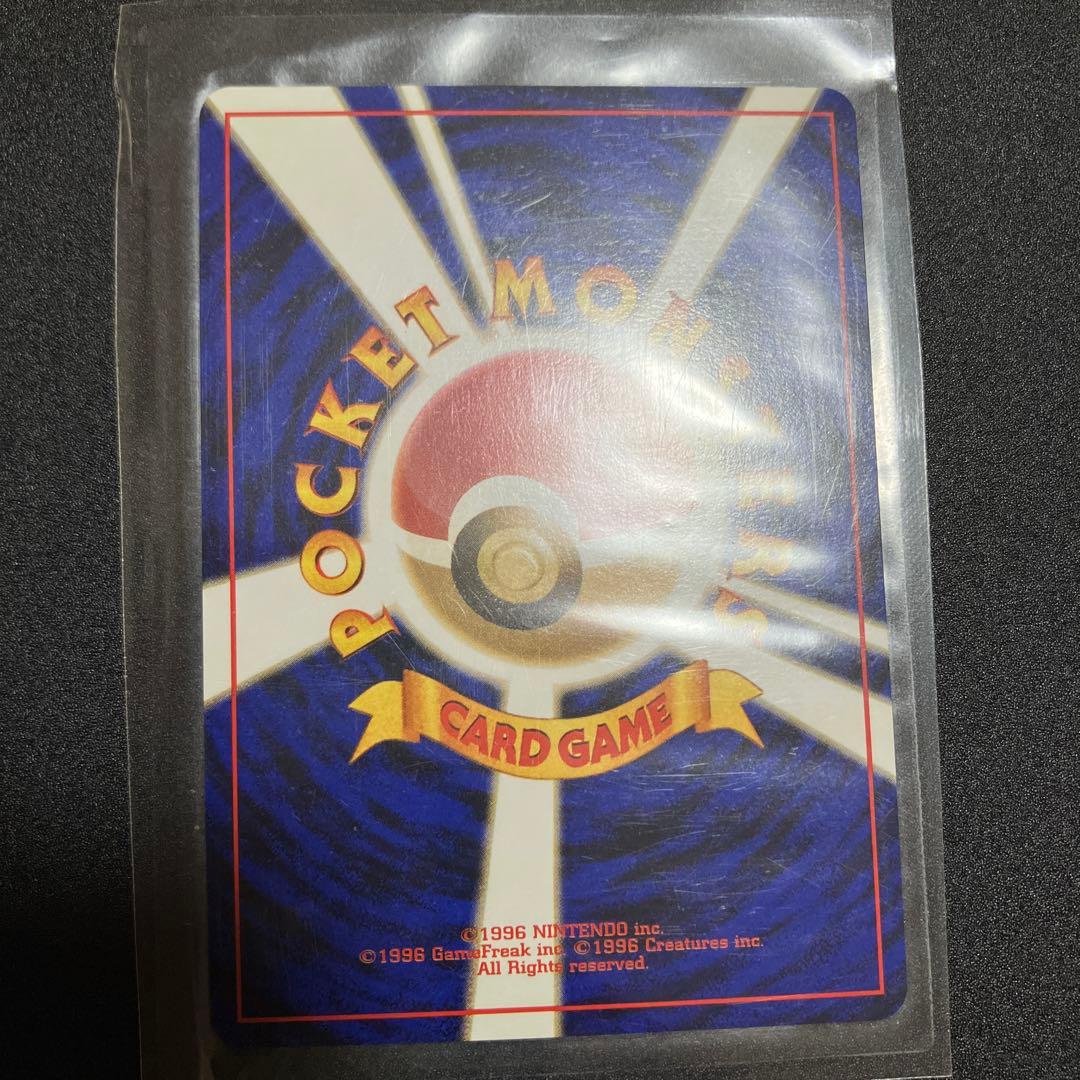 POCKET MONSTERS
CARD GAME
©1996 NINTENDO inc.
©1996 GameFreak inc. ©1996 Creatures inc.
All Rights reserved.